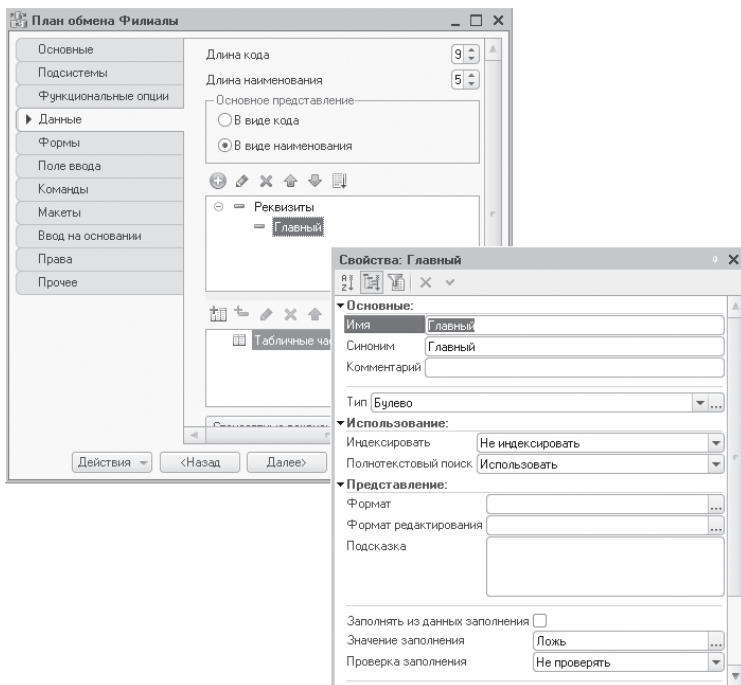 План обмена Филиалы
Основные
Подсистемы
Функциональные опции
Данные
Формы
Поле ввода
Команды
Макеты
Ввод на основании
Права
Прочее
Длина кода 9
Длина наименования 5
Основное представление
В виде кода
В виде наименования
Реквизиты
Главный
Табличные
Действия
<Назад
Далее>
Свойства: Главный
Основные:
Имя Главный
Синоним Главный
Комментарий
Тип Булево
Использование:
Индексировать Не индексировать
Полнотекстовый поиск Использовать
Представление:
Формат
Формат редактирования
Подсказка
Заполнять из данных заполнения
Значение заполнения Ложь
Проверка заполнения Не проверять